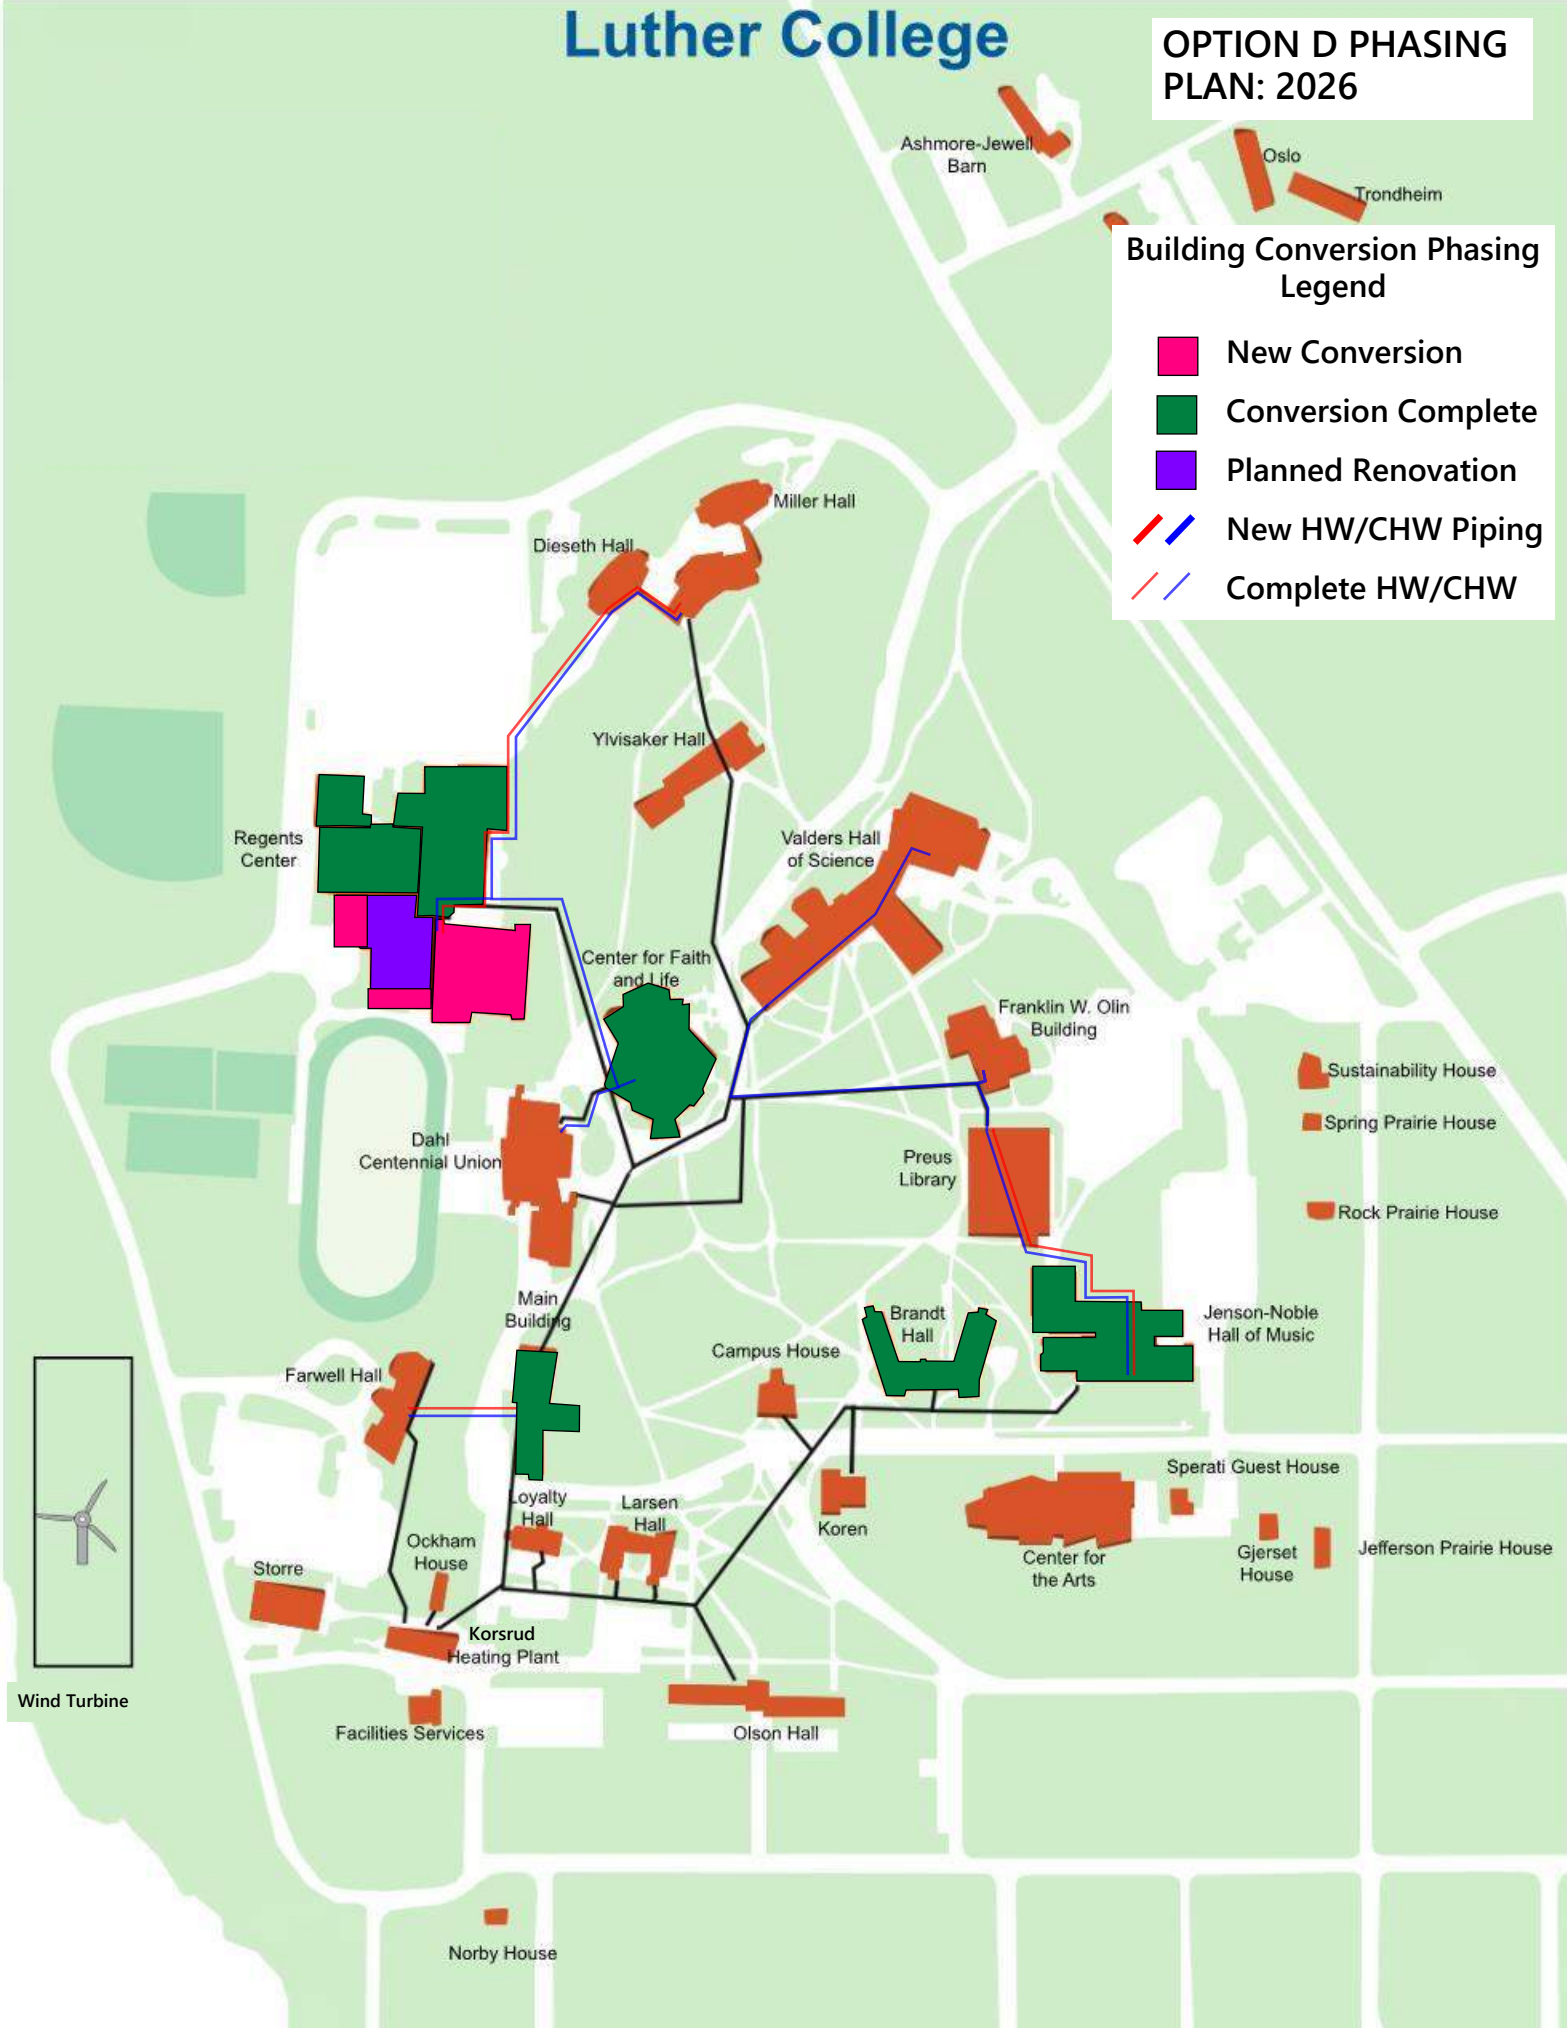 Luther College
OPTION D PHASING
PLAN: 2026
Ashmore-Jewell
Barn
Oslo
Trondheim
Building Conversion Phasing
Legend
New Conversion
Conversion Complete
Planned Renovation
New HW/CHW Piping
Complete HW/CHW
Miller Hall
Dieseth Hall
Ylvisaker Hall
Regents
Center
Valders Hall
of Science
Center for Faith
and Life
Franklin W. Olin
Building
Sustainability House
Spring Prairie House
Dahl
Centennial Union
Preus
Library
Rock Prairie House
Main
Building
Brandt
Hall
Jenson-Noble
Hall of Music
Campus House
Farwell Hall
Sperati Guest House
Loyalty
Hall
Larsen
Hall
Koren
Ockham
House
Center for
the Arts
Gjerset
House
Jefferson Prairie House
Storre
Korsrud
Heating Plant
Wind Turbine
Facilities Services
Olson Hall
Norby House